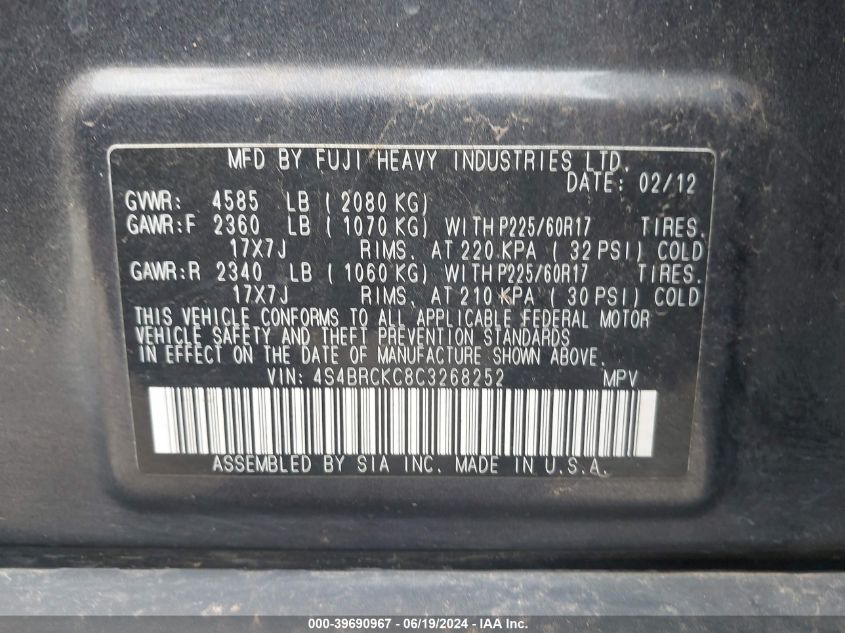 MFD BY FUJI HEAVY INDUSTRIES LTD.
DATE: 02/12
GVWR: 4585 LB ( 2080 KG)
GAWR:F 2360 LB ( 1070 KG) WITH P225/60R17 TIRES.
17X7J RIMS. AT 220 KPA ( 32 PSI) COLD
GAWR:R 2340 LB ( 1060 KG) WITH P225/60R17 TIRES.
17X7J RIMS. AT 210 KPA ( 30 PSI) COLD
THIS VEHICLE CONFORMS TO ALL APPLICABLE FEDERAL MOTOR
VEHICLE SAFETY AND THEFT PREVENTION STANDARDS
IN EFFECT ON THE DATE OF MANUFACTURE SHOWN ABOVE.
VIN: 4S4BRCKC8C3268252 MPV
ASSEMBLED BY SIA INC. MADE IN U.S.A.
000-39690967 - 06/19/2024 - IAA